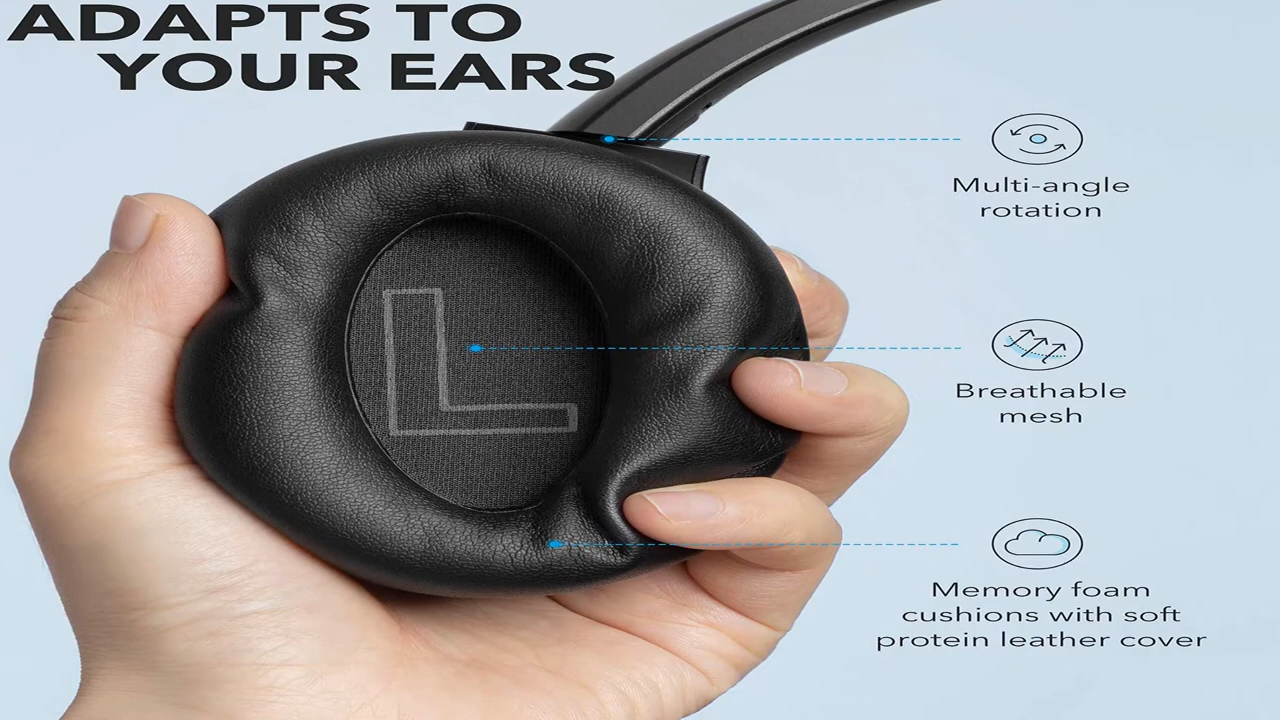 ADAPTS TO
YOUR EARS
Multi-angle
rotation
L
Breathable
mesh
Memory foam
cushions with soft
protein leather cover